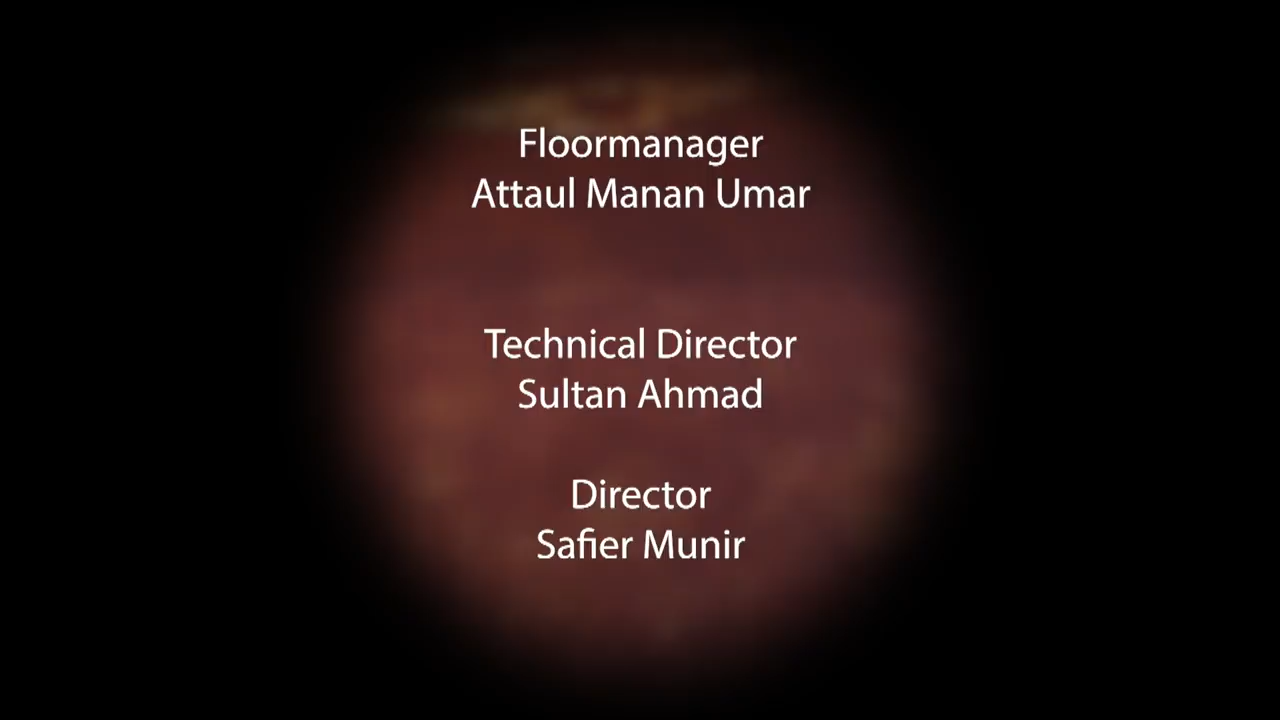 Floormanager
Attaul Manan Umar
Technical Director
Sultan Ahmad
Director
Safier Munir